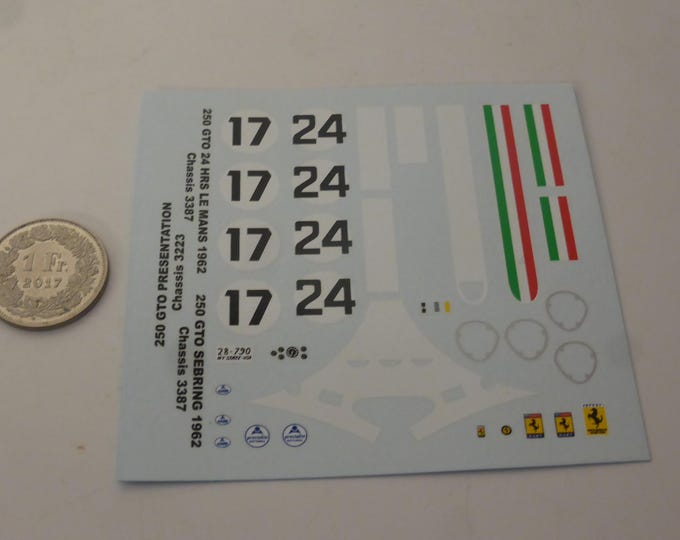 1 Fr.
2017
250 GTO PRESENTATION
Chassis 3223
250 GTO 24 HRS LE MANS 1962
Chassis 3387
250 GTO SEBRING 1962
Chassis 3387
17 24
17 24
17 24
17 24
28-790